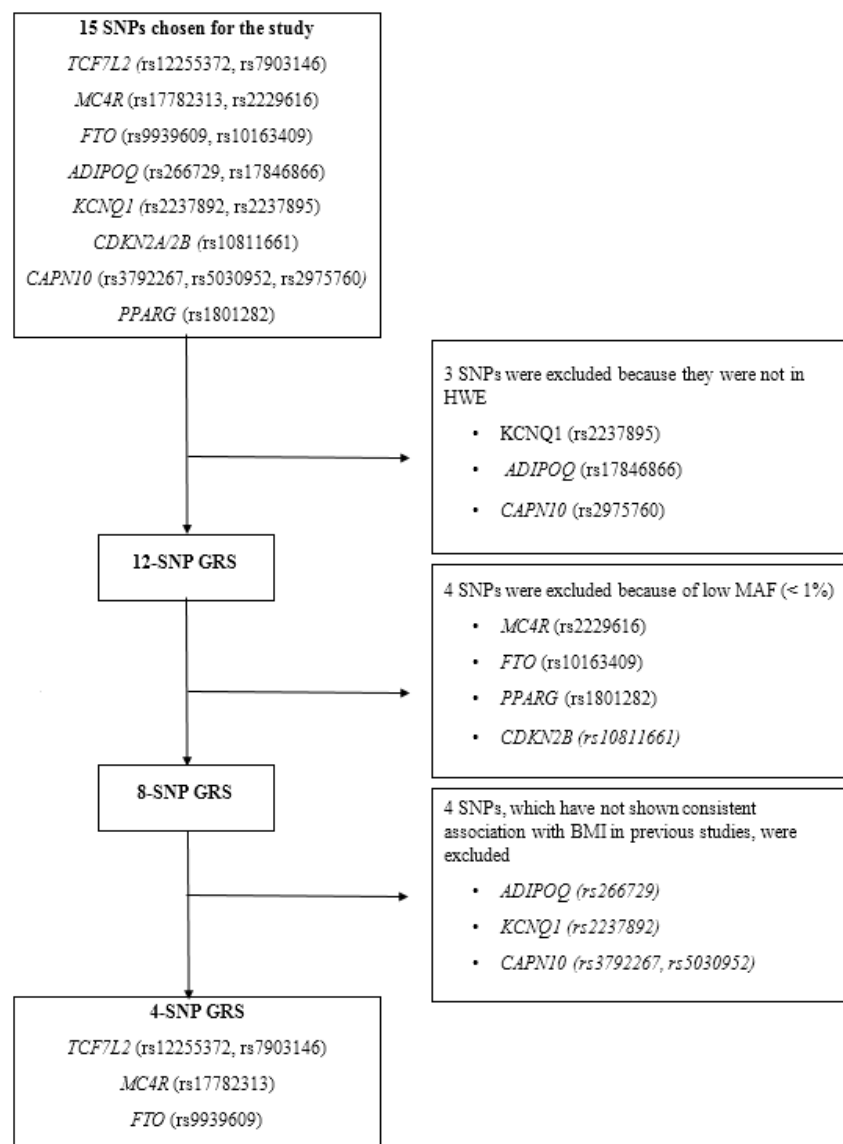 15 SNPs chosen for the study
TCF7L2 (rs12255372, rs7903146)
MC4R (rs17782313, rs2229616)
FTO (rs9939609, rs10163409)
ADIPOQ (rs266729, rs17846866)
KCNQ1 (rs2237892, rs2237895)
CDKN2A/2B (rs10811661)
CAPN10 (rs3792267, rs5030952, rs2975760)
PPARG (rs1801282)
3 SNPs were excluded because they were not in
HWE
• KCNQ1 (rs2237895)
• ADIPOQ (rs17846866)
• CAPN10 (rs2975760)
12-SNP GRS
4 SNPs were excluded because of low MAF (< 1%)
• MC4R (rs2229616)
• FTO (rs10163409)
• PPARG (rs1801282)
• CDKN2B (rs10811661)
8-SNP GRS
4 SNPs, which have not shown consistent
association with BMI in previous studies, were
excluded
• ADIPOQ (rs266729)
• KCNQ1 (rs2237892)
• CAPN10 (rs3792267, rs5030952)
4-SNP GRS
TCF7L2 (rs12255372, rs7903146)
MC4R (rs17782313)
FTO (rs9939609)